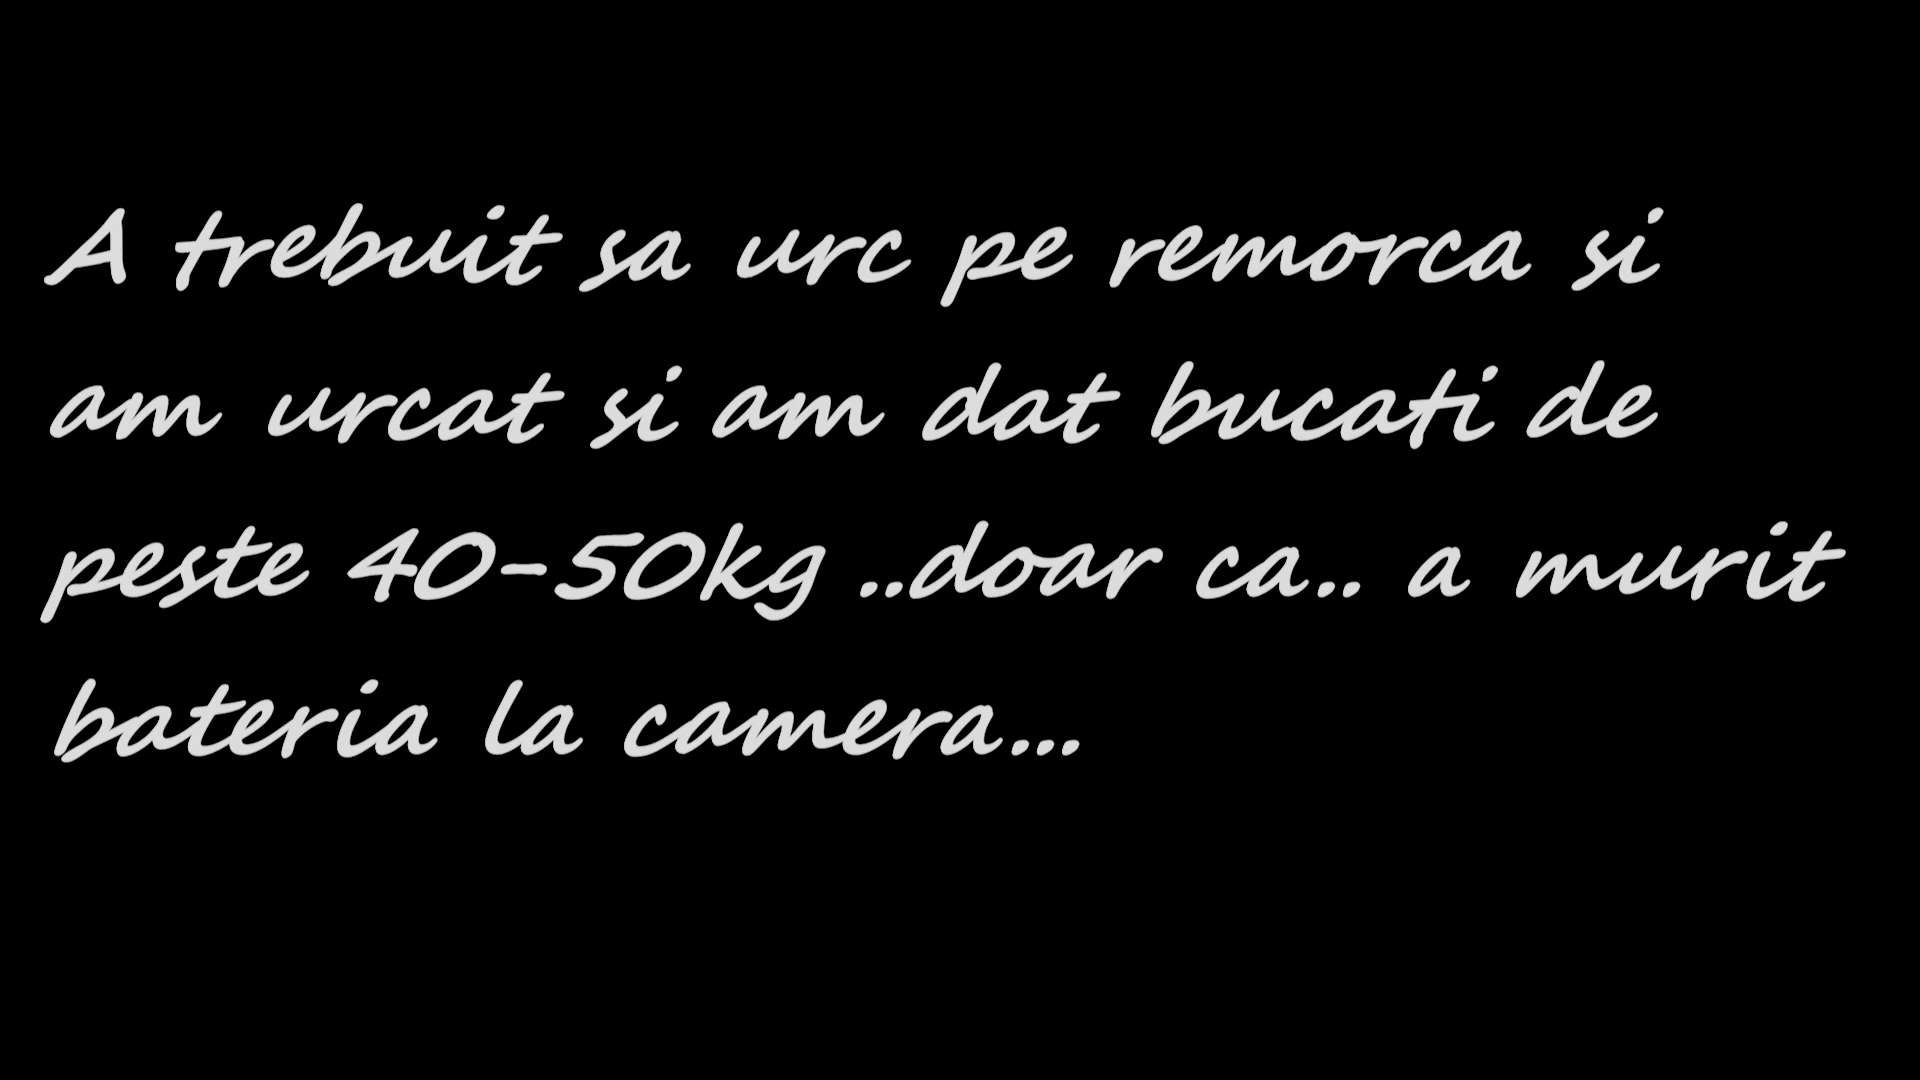 A trebuit sa urc pe remorca si
am urcat si am dat bucati de
peste 40-50kg ..doar ca.. a murit
bateria la camera...